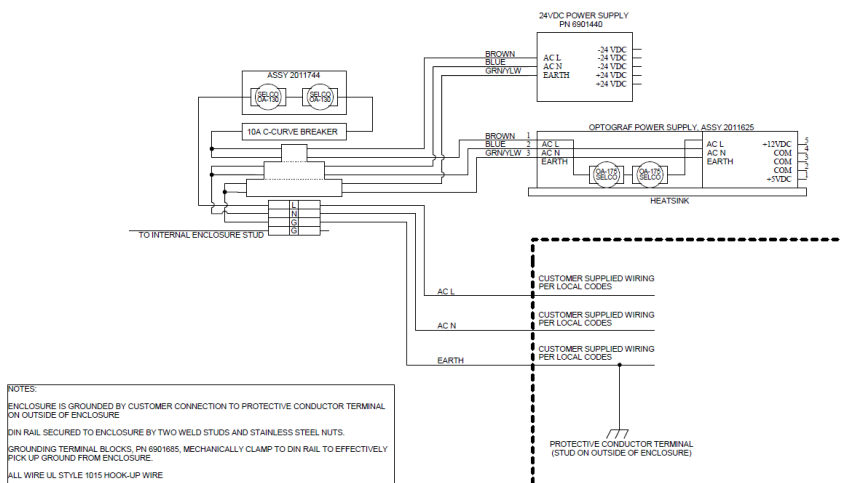 24VDC POWER SUPPLY
PN 6901440
BROWN
BLUE
GRN/YLW
AC L
AC N
EARTH
-24 VDC
-24 VDC
-24 VDC
+24 VDC
+24 VDC
ASSY 2011744
SELCO
OA-130
SELCO
OA-130
10A C-CURVE BREAKER
OPTOGRAF POWER SUPPLY, ASSY 2011625
BROWN 1
BLUE 2
GRN/YLW 3
AC L
AC N
EARTH
OA-175
SELCO
OA-175
SELCO
AC L
AC N
EARTH
+12VDC 5
COM 4
COM 3
COM 2
+5VDC 1
HEATSINK
L
N
G
G
TO INTERNAL ENCLOSURE STUD
AC L
CUSTOMER SUPPLIED WIRING
PER LOCAL CODES
AC N
CUSTOMER SUPPLIED WIRING
PER LOCAL CODES
EARTH
CUSTOMER SUPPLIED WIRING
PER LOCAL CODES
PROTECTIVE CONDUCTOR TERMINAL
(STUD ON OUTSIDE OF ENCLOSURE)
NOTES:
ENCLOSURE IS GROUNDED BY CUSTOMER CONNECTION TO PROTECTIVE CONDUCTOR TERMINAL
ON OUTSIDE OF ENCLOSURE
DIN RAIL SECURED TO ENCLOSURE BY TWO WELD STUDS AND STAINLESS STEEL NUTS.
GROUNDING TERMINAL BLOCKS, PN 6901685, MECHANICALLY CLAMP TO DIN RAIL TO EFFECTIVELY
PICK UP GROUND FROM ENCLOSURE.
ALL WIRE UL STYLE 1015 HOOK-UP WIRE